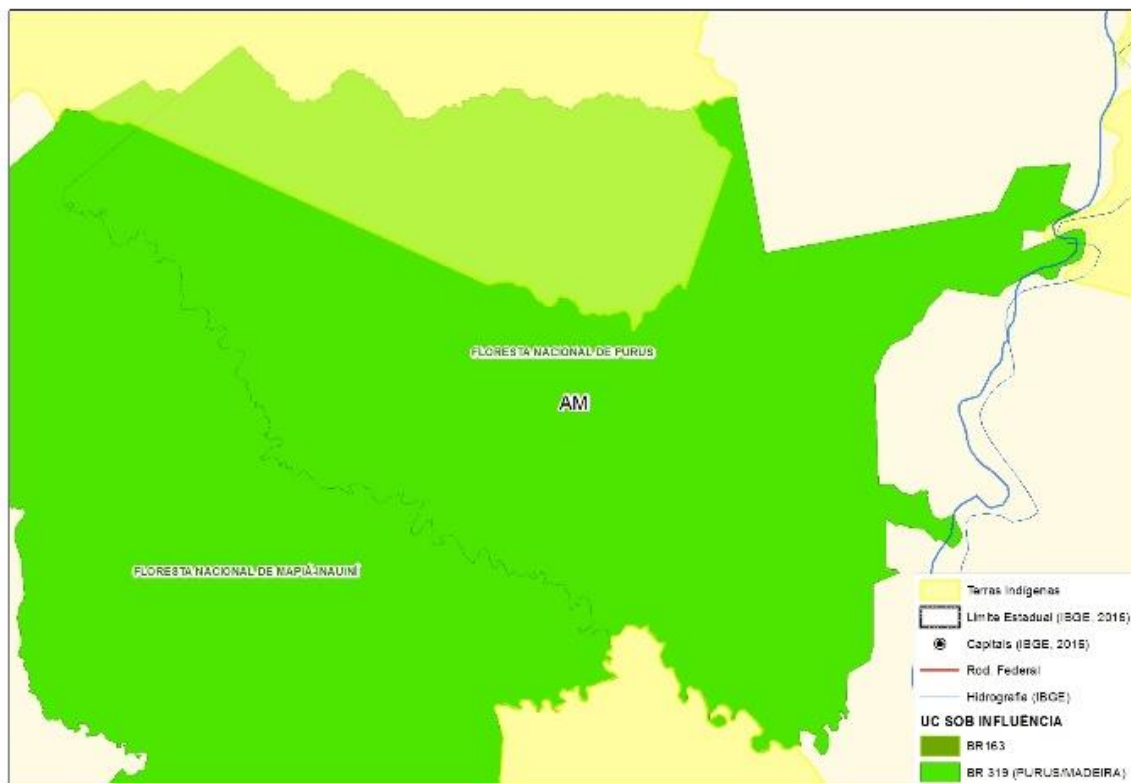 FLORESTA NACIONAL DE PURUS
AM
FLORESTA NACIONAL DE MAPIÁ-INAUINÍ
Terras Indígenas
Limite Estadual (IBGE, 2015)
Capitais (IBGE, 2015)
Rod. Federal
Hidrografia (IBGE)
UC SOB INFLUÊNCIA
BR163
BR 319 (PURUS/MADEIRA)